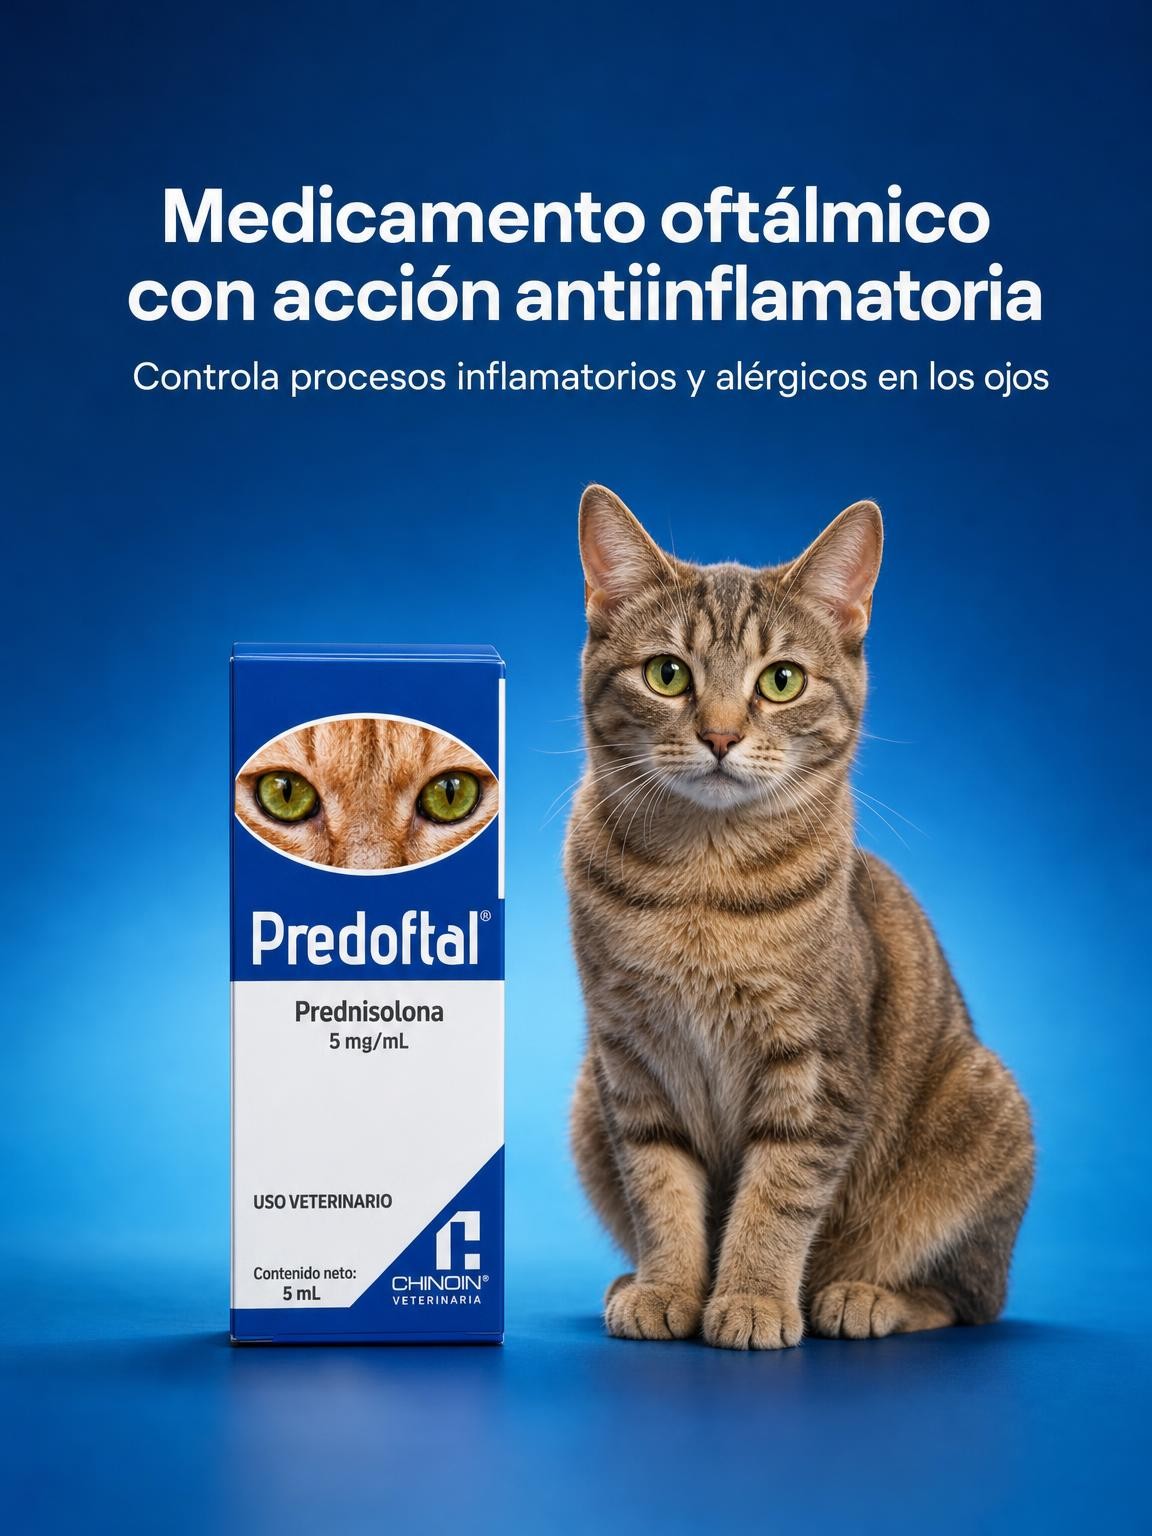 Medicamento oftálmico
con acción antiinflamatoria
Controla procesos inflamatorios y alérgicos en los ojos
Predoftal®
Prednisolona
5 mg/mL
USO VETERINARIO
Contenido neto:
5 mL
CHINOIN®
VETERINARIA